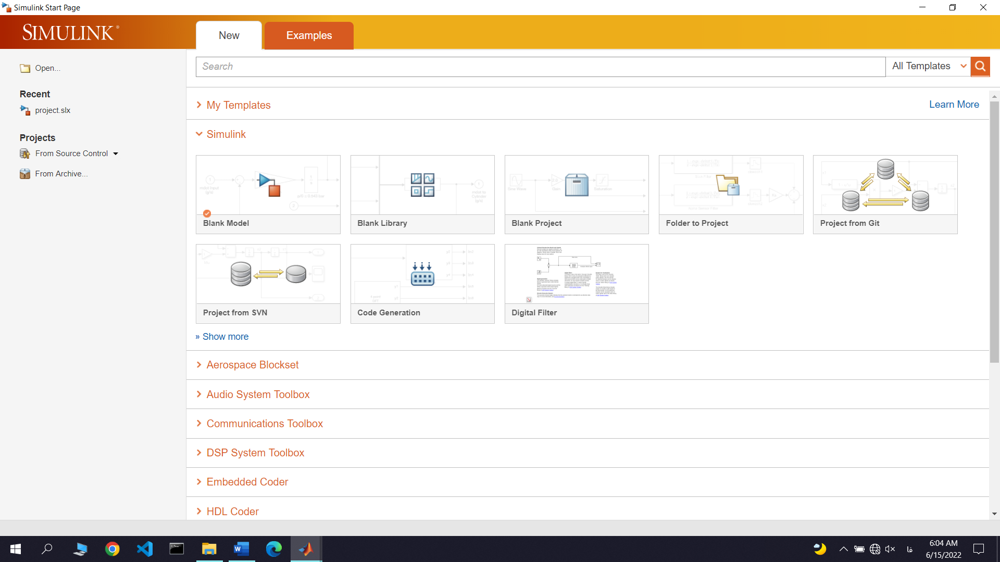 Simulink Start Page
SIMULINK®
New
Examples
Open...
Recent
project.slx
Projects
From Source Control
From Archive...
Search
All Templates
My Templates
Learn More
Simulink
Blank Model
Blank Library
Blank Project
Folder to Project
Project from Git
Project from SVN
Code Generation
Digital Filter
» Show more
Aerospace Blockset
Audio System Toolbox
Communications Toolbox
DSP System Toolbox
Embedded Coder
HDL Coder
فا
6:04 AM
6/15/2022